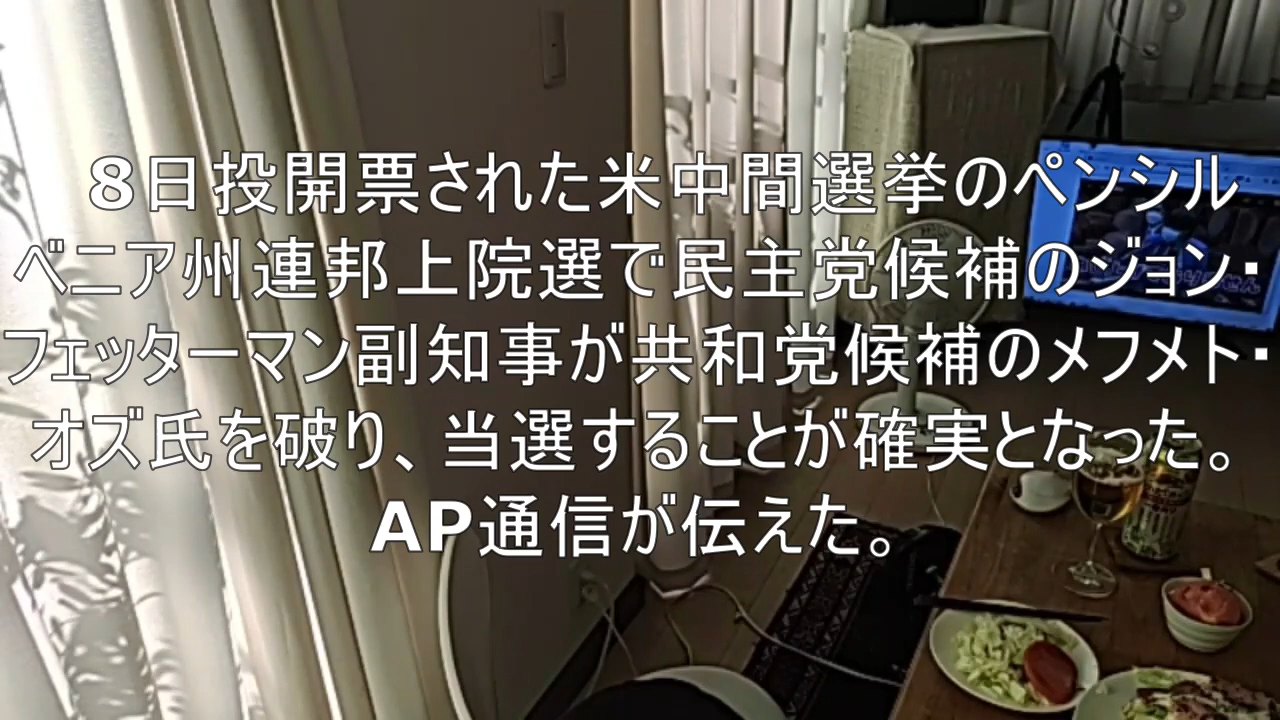 8日投開票された米中間選挙のペンシル
ベニア州連邦上院選で民主党候補のジョン・
フェッターマン副知事が共和党候補のメフメト・
オズ氏を破り、当選することが確実となった。
AP通信が伝えた。